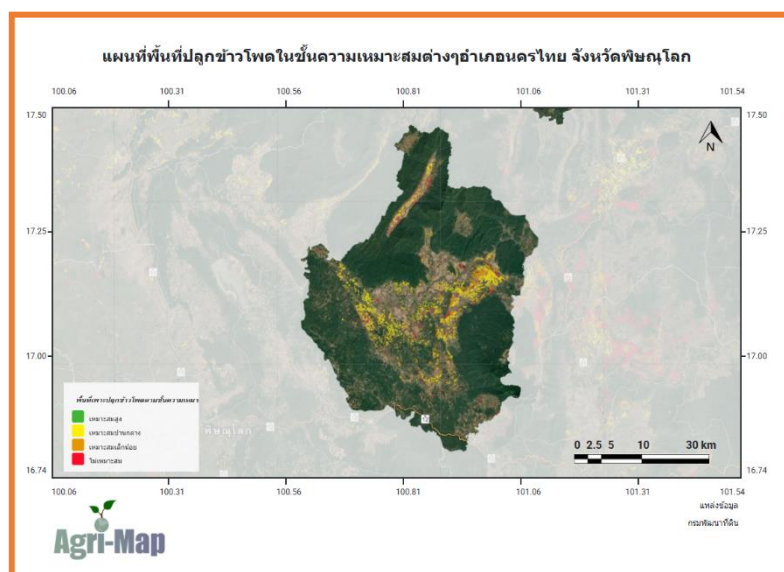 แผนที่พื้นที่ปลูกข้าวโพดในชั้นความเหมาะสมต่างๆอำเภอนครไทย จังหวัดพิษณุโลก
100.06 100.31 100.56 100.81 101.06 101.31 101.54
17.50 17.50
N
17.25 17.25
17.00 17.00
เหมาะสมสูง
เหมาะสมปานกลาง
เหมาะสมเล็กน้อย
ไม่เหมาะสม
0 2.5 5 10 30 km
16.74 16.74
100.06 100.31 100.56 100.81 101.06 101.31 101.54
แหล่งข้อมูล
กรมพัฒนาที่ดิน
Agri-Map